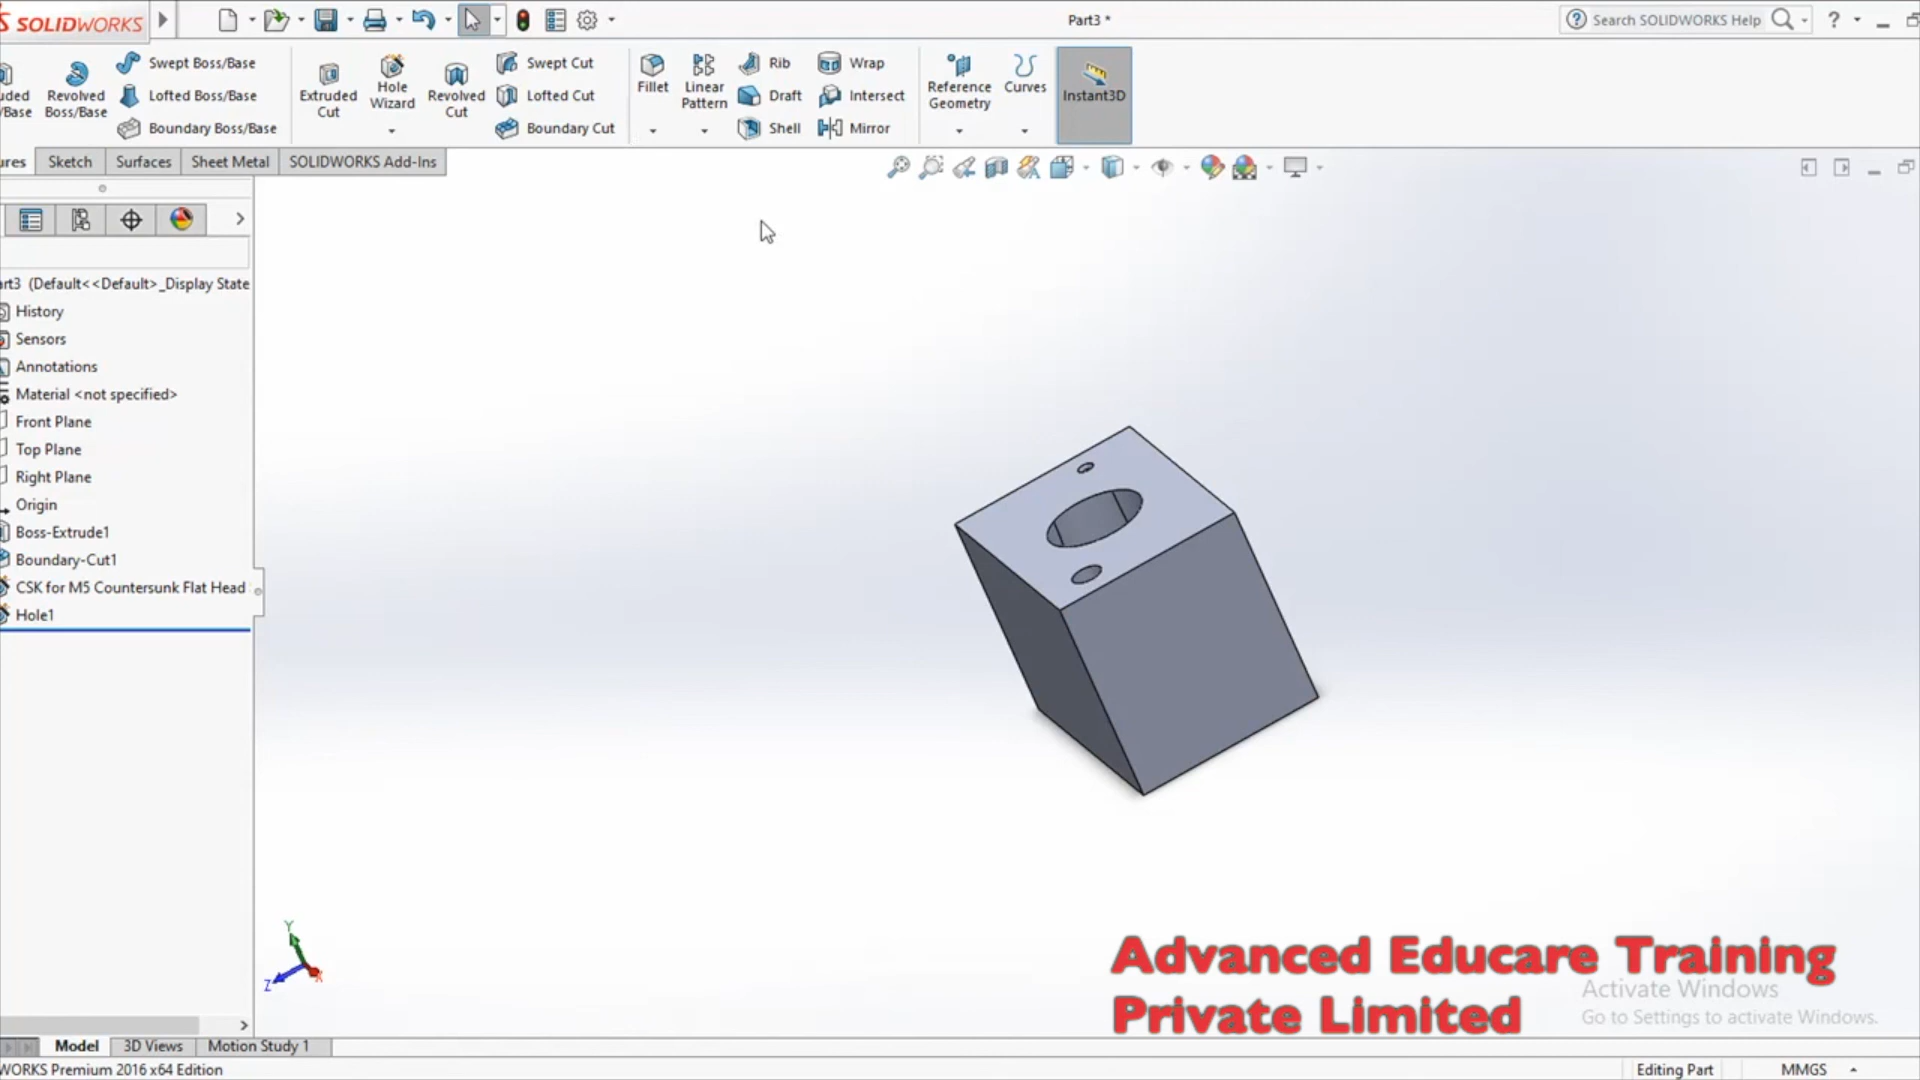 SOLIDWORKS
Part3 *
Search SOLIDWORKS Help
?
uded
/Base
Revolved
Boss/Base
Swept Boss/Base
Lofted Boss/Base
Boundary Boss/Base
Extruded
Cut
Hole
Wizard
Revolved
Cut
Swept Cut
Lofted Cut
Boundary Cut
Fillet
Linear
Pattern
Rib
Draft
Shell
Wrap
Intersect
Mirror
Reference
Geometry
Curves
Instant3D
ures
Sketch
Surfaces
Sheet Metal
SOLIDWORKS Add-Ins
art3 (Default<<Default>_Display State
History
Sensors
Annotations
Material <not specified>
Front Plane
Top Plane
Right Plane
Origin
Boss-Extrude1
Boundary-Cut1
CSK for M5 Countersunk Flat Head
Hole1
Y
Z
X
Advanced Educare Training
Private Limited
Activate Windows
Go to Settings to activate Windows.
Model
3D Views
Motion Study 1
WORKS Premium 2016 x64 Edition
Editing Part
MMGS